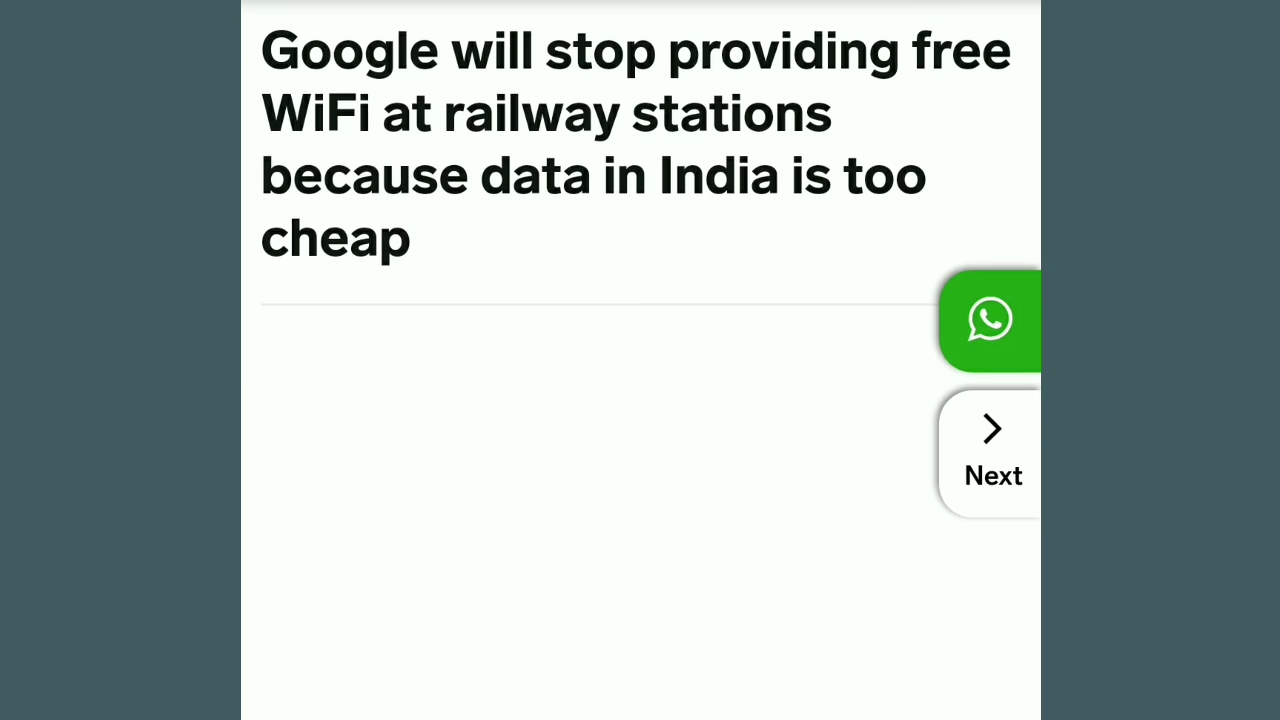 Google will stop providing free
WiFi at railway stations
because data in India is too
cheap
Next